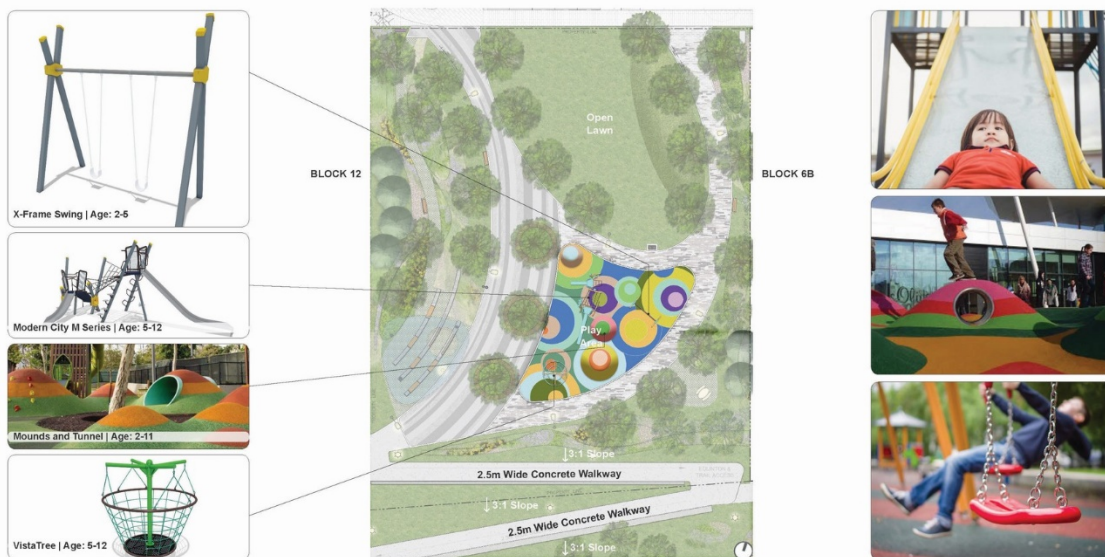 X-Frame Swing | Age: 2-5
Modern City M Series | Age: 5-12
Mounds and Tunnel | Age: 2-11
VistaTree | Age: 5-12
BLOCK 12
Open
Lawn
BLOCK 6B
Play
Area
3:1 Slope
2.5m Wide Concrete Walkway
3:1 Slope
2.5m Wide Concrete Walkway
3:1 Slope